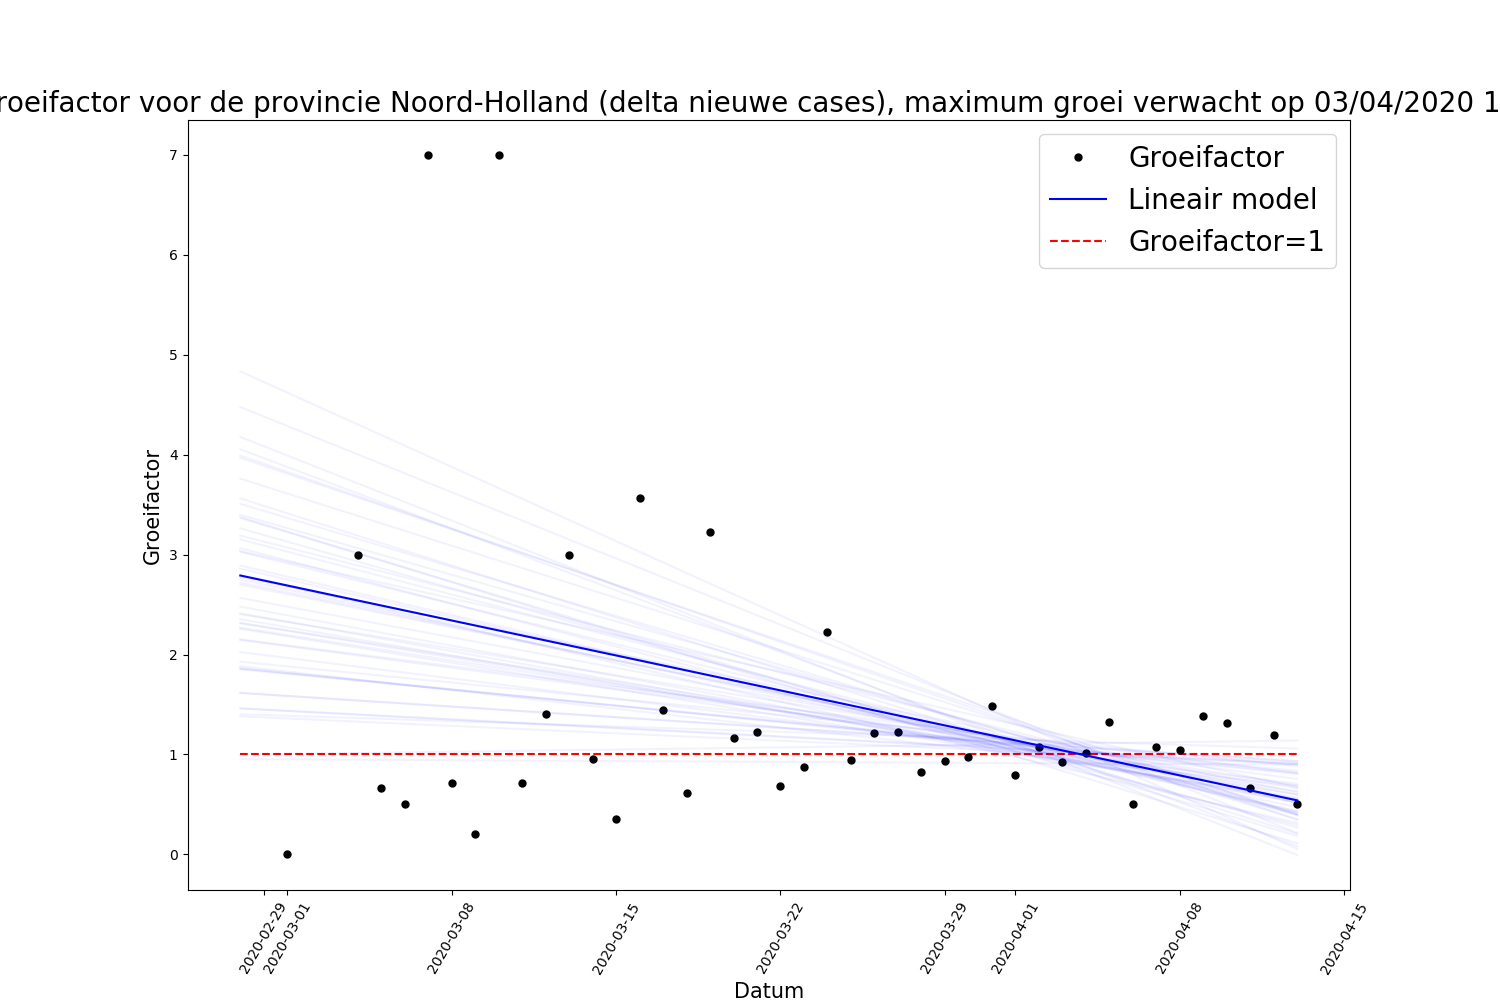 roeifactor voor de provincie Noord-Holland (delta nieuwe cases), maximum groei verwacht op 03/04/2020 1
Groeifactor
Lineair model
Groeifactor=1
7
6
5
4
3
2
1
0
Groeifactor
2020-02-29
2020-03-01
2020-03-08
2020-03-15
2020-03-22
2020-03-29
2020-04-01
2020-04-08
2020-04-15
Datum